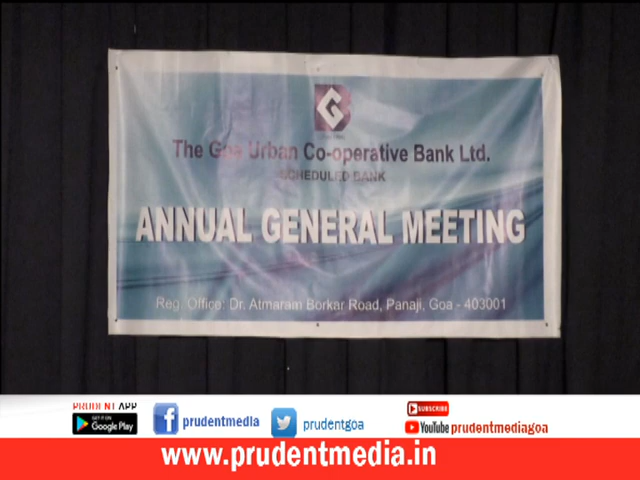 The Goa Urban Co-operative Bank Ltd.
SCHEDULED BANK
ANNUAL GENERAL MEETING
Reg. Office: Dr. Atmaram Borkar Road, Panaji, Goa - 403001
PRUDENT APP
GET IT ON
Google Play
prudentmedia
prudentgoa
SUBSCRIBE
YouTube prudentmediagoa
www.prudentmedia.in